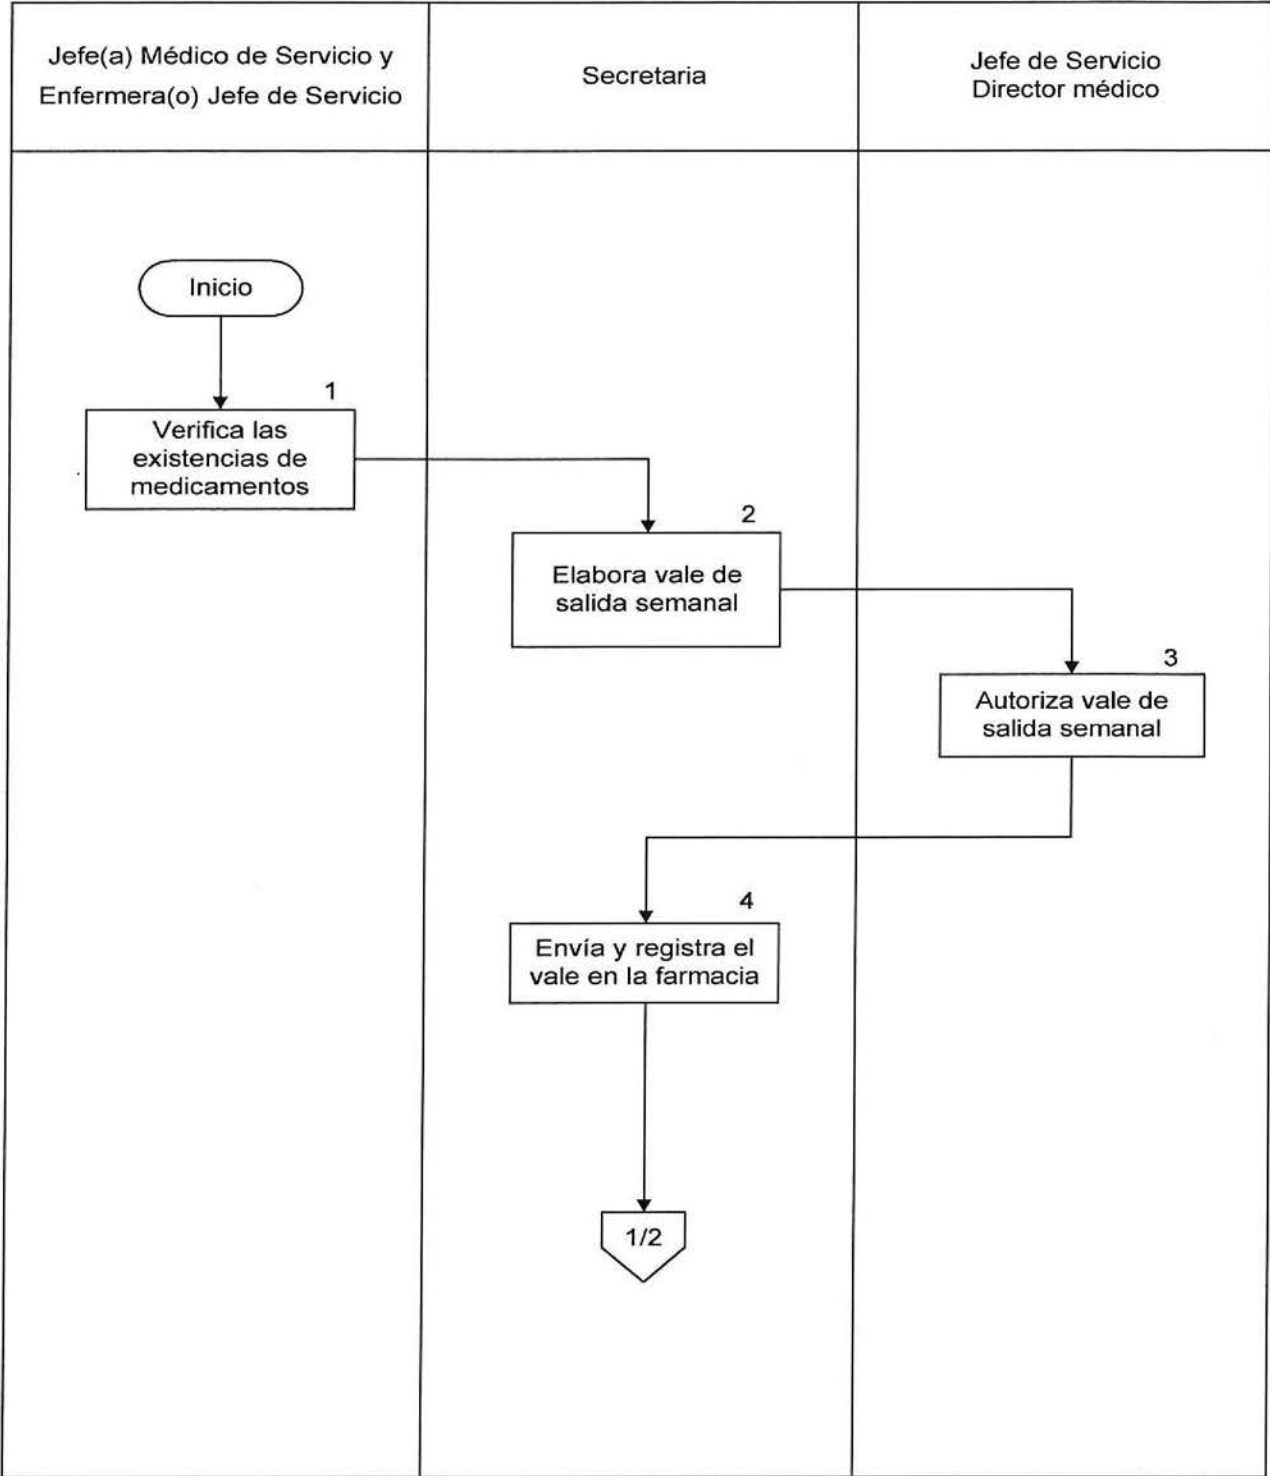 Jefe(a) Médico de Servicio y
Enfermera(o) Jefe de Servicio
Secretaria
Jefe de Servicio
Director médico
Inicio
1
Verifica las
existencias de
medicamentos
2
Elabora vale de
salida semanal
3
Autoriza vale de
salida semanal
4
Envía y registra el
vale en la farmacia
1/2